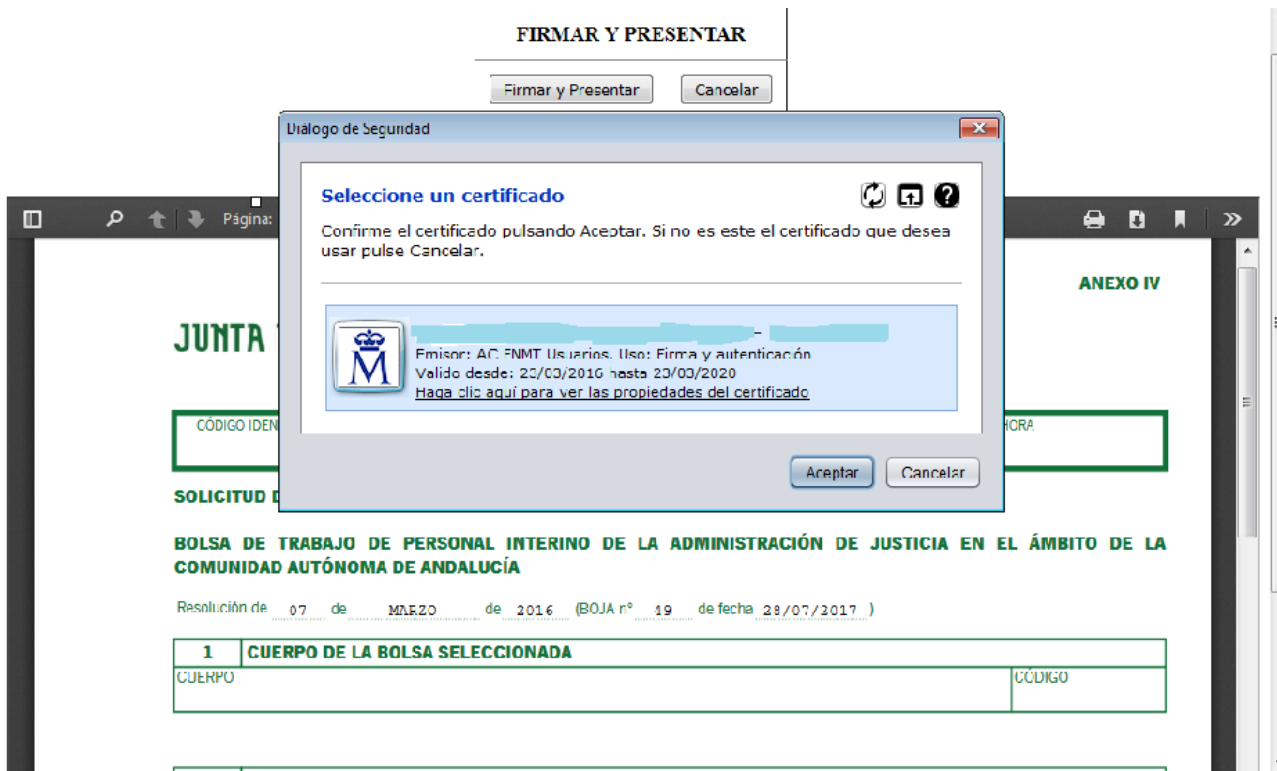 FIRMAR Y PRESENTAR
Firmar y Presentar Cancelar
Diálogo de Seguridad
Seleccione un certificado
Confirme el certificado pulsando Aceptar. Si no es este el certificado que desea
usar pulse Cancelar.
Página:
ANEXO IV
JUNTA
Emisor: AC FNMT Usuarios. Uso: Firma y autenticación
Valido desde: 23/03/2016 hasta 23/03/2020
Haga clic aquí para ver las propiedades del certificado
CÓDIGO IDEN
HORA
Aceptar Cancelar
SOLICITUD
BOLSA DE TRABAJO DE PERSONAL INTERINO DE LA ADMINISTRACIÓN DE JUSTICIA EN EL ÁMBITO DE LA
COMUNIDAD AUTÓNOMA DE ANDALUCÍA
Resolución de 07 de MARZO de 2016 (BOJA nº 49 de fecha 28/07/2017 )
1 CUERPO DE LA BOLSA SELECCIONADA
CUERPO CÓDIGO